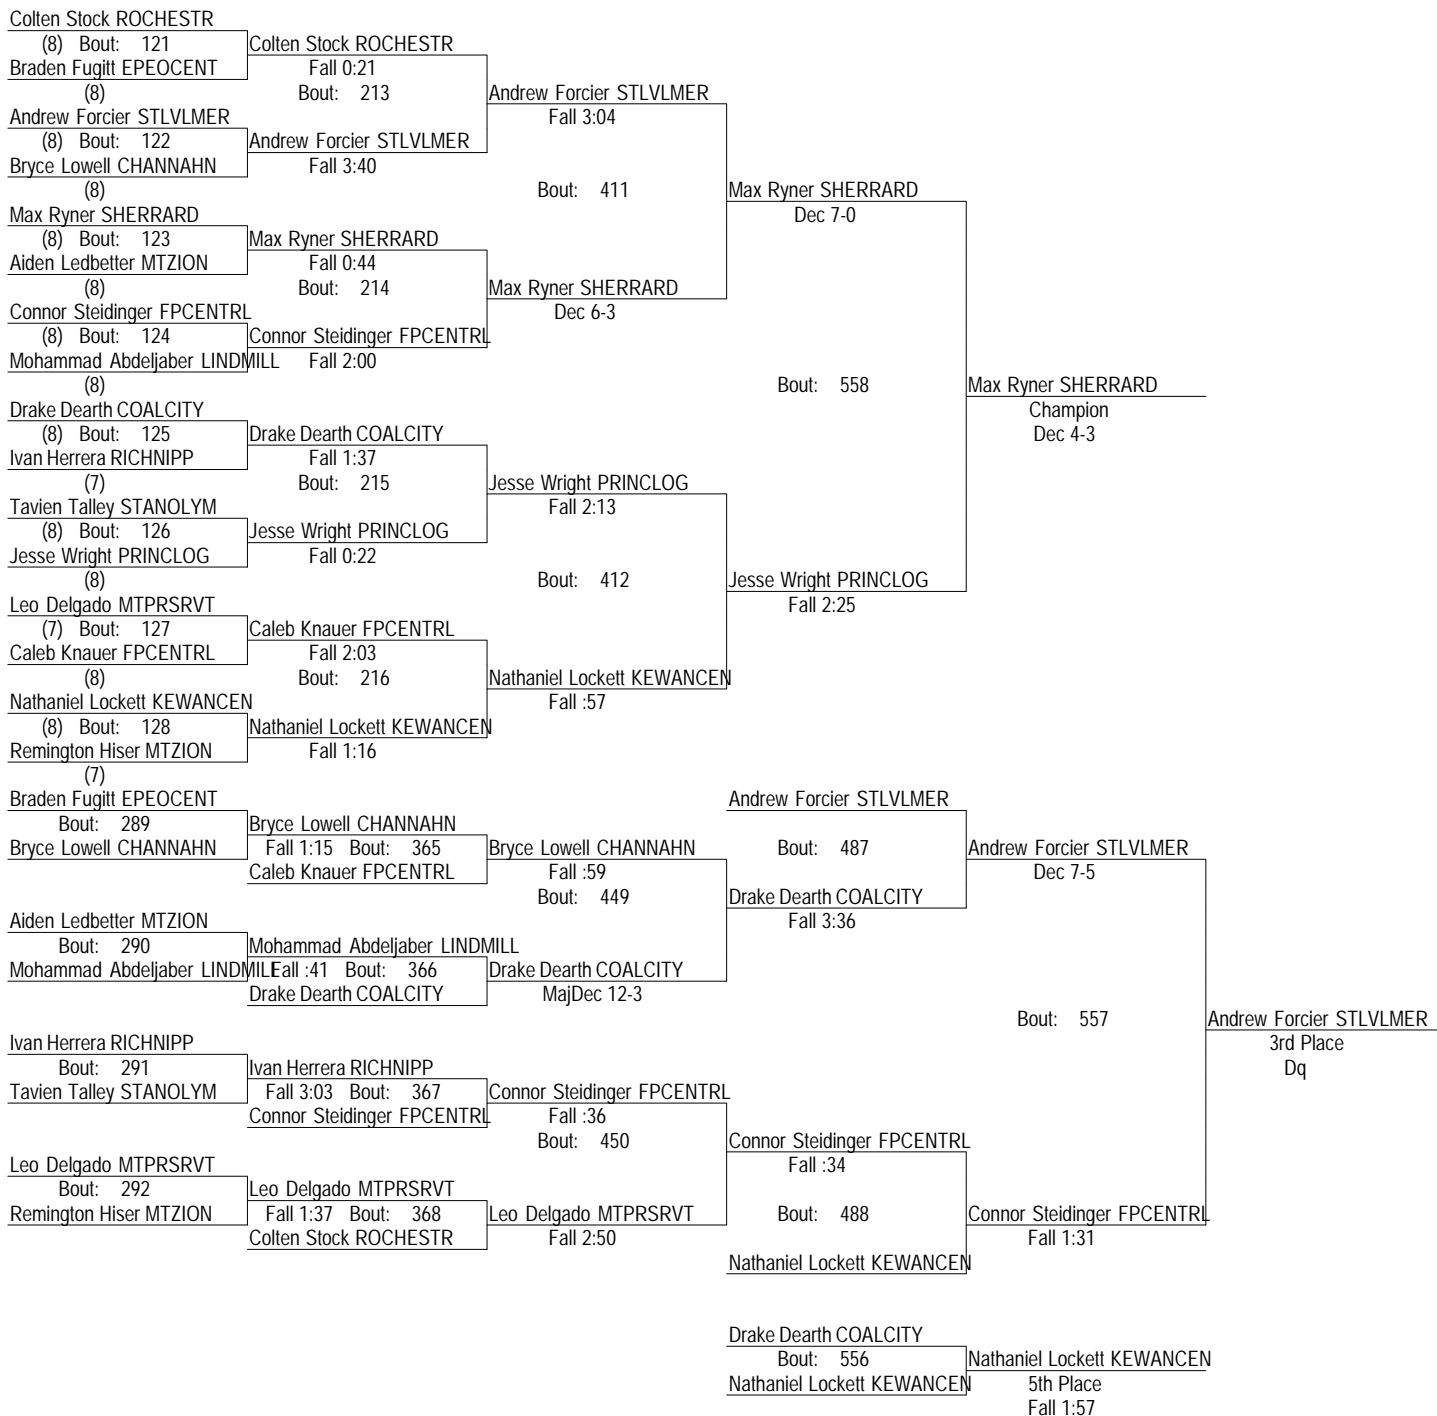 Colten Stock ROCHESTR
(8) Bout: 121 Colten Stock ROCHESTR
Braden Fugitt EPEOCENT Fall 0:21
(8) Bout: 213 Andrew Forcier STLVLMER
Andrew Forcier STLVLMER Fall 3:04
(8) Bout: 122 Andrew Forcier STLVLMER
Bryce Lowell CHANNAHN Fall 3:40
(8) Bout: 411 Max Ryner SHERRARD
Max Ryner SHERRARD Dec 7-0
(8) Bout: 123 Max Ryner SHERRARD
Aiden Ledbetter MTZION Fall 0:44
(8) Bout: 214 Max Ryner SHERRARD
Connor Steidinger FPCENTRL Dec 6-3
(8) Bout: 124 Connor Steidinger FPCENTRL
Mohammad Abdeljaber LINDMILL Fall 2:00
(8) Bout: 558 Max Ryner SHERRARD
Drake Dearth COALCITY Champion
(8) Bout: 125 Drake Dearth COALCITY Dec 4-3
Ivan Herrera RICHNIPP Fall 1:37
(7) Bout: 215 Jesse Wright PRINCLOG
Tavien Talley STANOLYM Fall 2:13
(8) Bout: 126 Jesse Wright PRINCLOG
Jesse Wright PRINCLOG Fall 0:22
(8) Bout: 412 Jesse Wright PRINCLOG
Leo Delgado MTPRSRVT Fall 2:25
(7) Bout: 127 Caleb Knauer FPCENTRL
Caleb Knauer FPCENTRL Fall 2:03
(8) Bout: 216 Nathaniel Lockett KEWANCEN
Nathaniel Lockett KEWANCEN Fall :57
(8) Bout: 128 Nathaniel Lockett KEWANCEN
Remington Hiser MTZION Fall 1:16
(7)
Braden Fugitt EPEOCENT Andrew Forcier STLVLMER
Bout: 289 Bryce Lowell CHANNAHN
Bryce Lowell CHANNAHN Fall 1:15 Bout: 365 Bryce Lowell CHANNAHN Bout: 487 Andrew Forcier STLVLMER
Caleb Knauer FPCENTRL Fall :59 Dec 7-5
Bout: 449 Drake Dearth COALCITY
Aiden Ledbetter MTZION Fall 3:36
Bout: 290 Mohammad Abdeljaber LINDMILL
Mohammad Abdeljaber LINDMILL Fall :41 Bout: 366 Drake Dearth COALCITY
Drake Dearth COALCITY MajDec 12-3
Bout: 557 Andrew Forcier STLVLMER
Ivan Herrera RICHNIPP 3rd Place
Bout: 291 Ivan Herrera RICHNIPP Dq
Tavien Talley STANOLYM Fall 3:03 Bout: 367 Connor Steidinger FPCENTRL
Connor Steidinger FPCENTRL Fall :36
Bout: 450 Connor Steidinger FPCENTRL
Leo Delgado MTPRSRVT Fall :34
Bout: 292 Leo Delgado MTPRSRVT
Remington Hiser MTZION Fall 1:37 Bout: 368 Leo Delgado MTPRSRVT Bout: 488 Connor Steidinger FPCENTRL
Colten Stock ROCHESTR Fall 2:50 Fall 1:31
Nathaniel Lockett KEWANCEN
Drake Dearth COALCITY
Bout: 556 Nathaniel Lockett KEWANCEN
Nathaniel Lockett KEWANCEN 5th Place
Fall 1:57